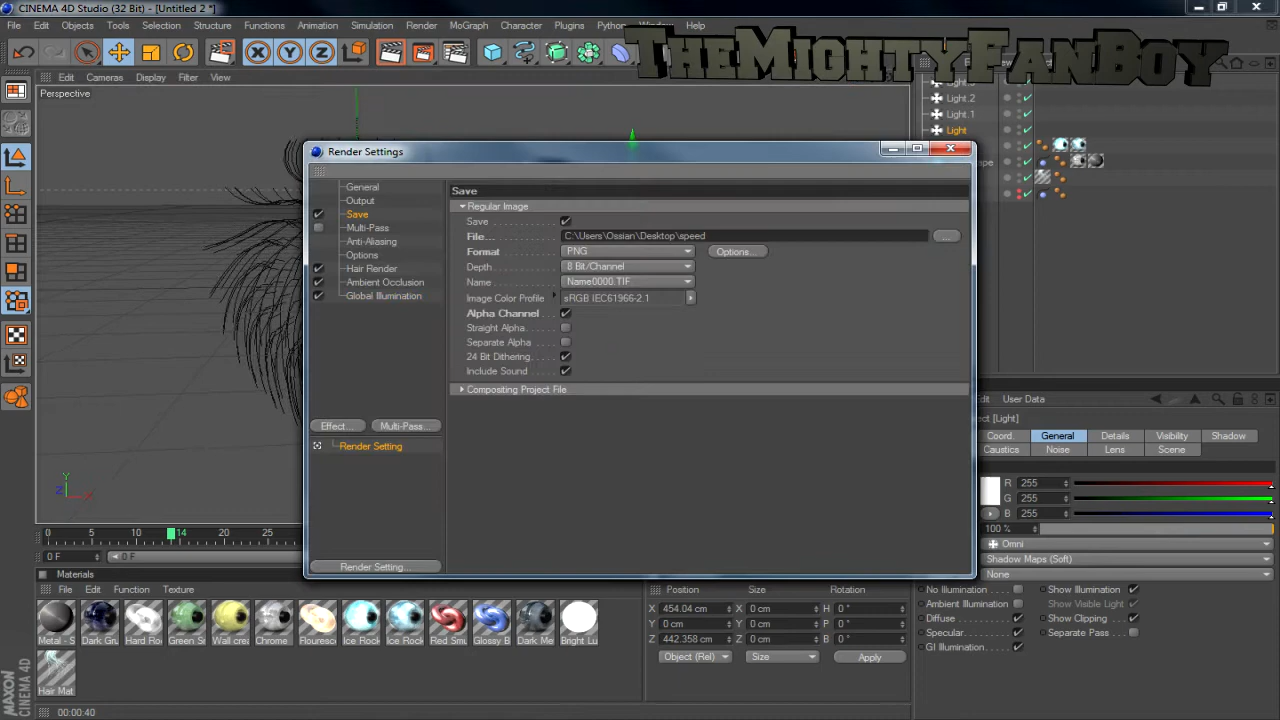 CINEMA 4D Studio (32 Bit) - [Untitled 2 *]
File Edit Objects Tools Selection Structure Functions Animation Simulation Render MoGraph Character Plugins Python Window Help
TheMightyFanBoy
Edit Cameras Display Filter View
Perspective
Light.2
Light.1
Light
Render Settings
General
Output
Save
Multi-Pass
Anti-Aliasing
Options
Hair Render
Ambient Occlusion
Global Illumination
Effect...
Multi-Pass...
Render Setting
Render Setting...
Save
Regular Image
Save
File... C:\Users\Ossian\Desktop\speed ...
Format PNG Options...
Depth 8 Bit/Channel
Name Name0000.TIF
Image Color Profile sRGB IEC61966-2.1
Alpha Channel
Straight Alpha
Separate Alpha
24 Bit Dithering
Include Sound
Compositing Project File
User Data
[Light]
Coord. General Details Visibility Shadow
Caustics Noise Lens Scene
R 255
G 255
B 255
100 %
Omni
Shadow Maps (Soft)
None
No Illumination Show Illumination
Ambient Illumination Show Visible Light
Diffuse Show Clipping
Specular Separate Pass
GI Illumination
Y
Z X
0 5 10 14 20 25
0 F 0 F
Materials
File Edit Function Texture
Metal - S Dark Gru Hard Ro Green S Wall crea Chrome Flouresc Ice Rock Ice Rock Red Smu Glossy B Dark Me Bright Lu
Hair Mat
Position Size Rotation
X 454.04 cm X 0 cm H 0 °
Y 0 cm Y 0 cm P 0 °
Z 442.358 cm Z 0 cm B 0 °
Object (Rel) Size Apply
MAXON
CINEMA 4D
00:00:40